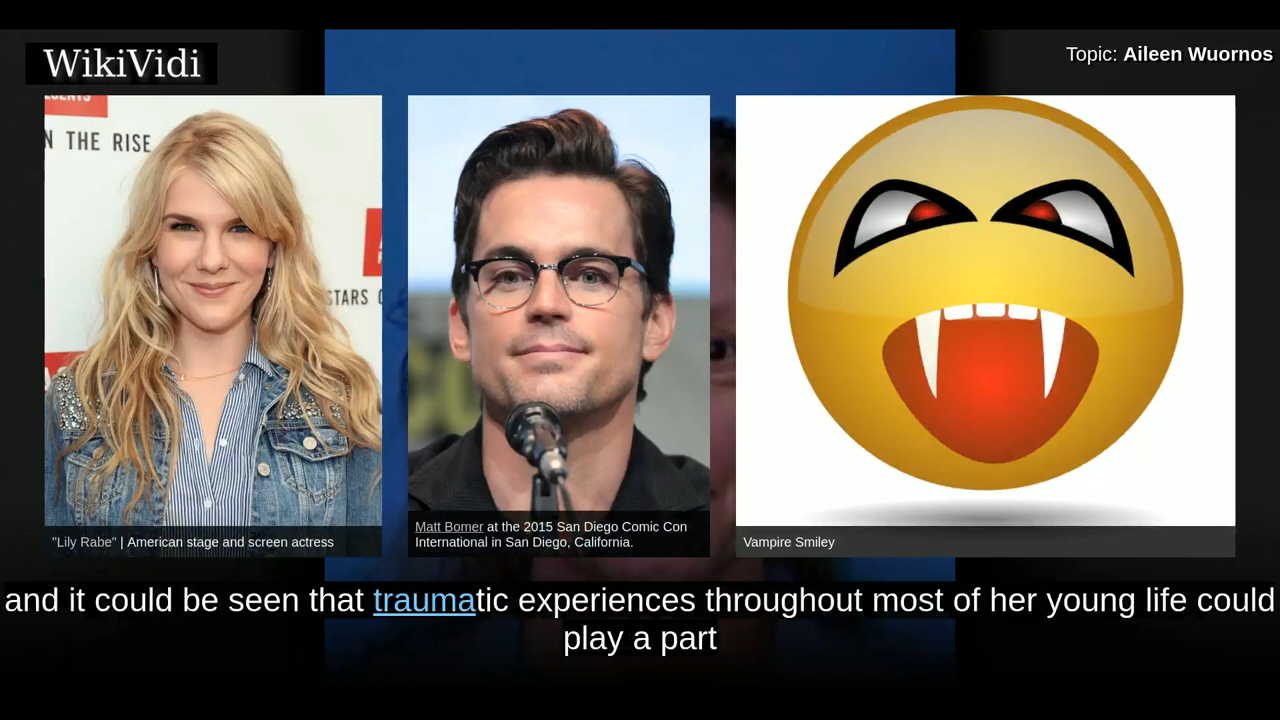 WikiVidi
Topic: Aileen Wuornos
N THE RISE
STARS
"Lily Rabe" | American stage and screen actress
Matt Bomer at the 2015 San Diego Comic Con
International in San Diego, California.
Vampire Smiley
and it could be seen that traumatic experiences throughout most of her young life could
play a part